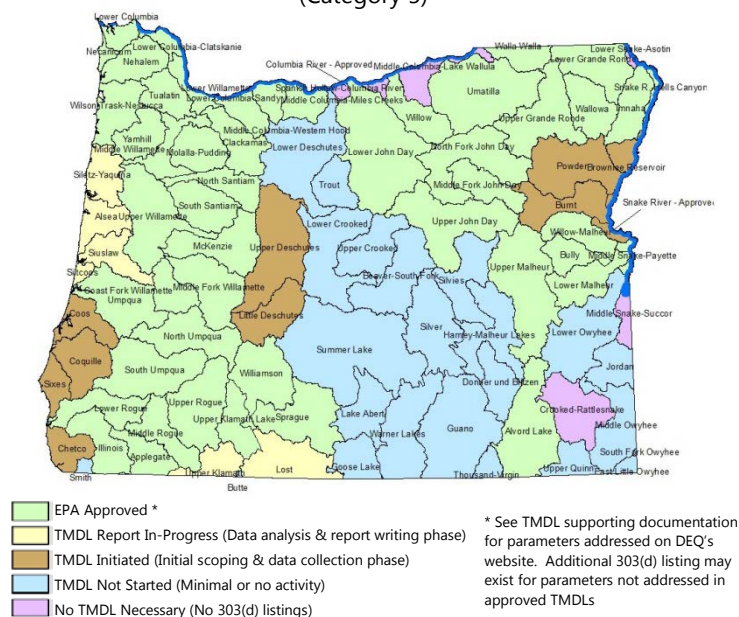 (Category 5)
Lower Columbia
Necanicum
Lower Columbia-Clatskanie
Nehalem
Columbia River - Approved
Walla Walla
Middle Columbia-Lake Wallula
Lower Snake-Asotin
Lower Grande Ronde
Tualatin
Lower Willamette
Lower Columbia-Sandy
Middle Columbia-Miles Creeks
Umatilla
Imnaha
Wilson-Trask-Nestucca
Willow
Wallowa
Upper Grande Ronde
Yamhill
Middle Willamette
Molalla-Pudding
Clackamas
Middle Columbia-Western Hood
Lower Deschutes
Lower John Day
North Fork John Day
Powder
Brownlee Reservoir
Siletz-Yaquina
North Santiam
Trout
Middle Fork John Day
Burnt
Snake River - Approved
Alsea
Upper Willamette
South Santiam
Lower Crooked
Upper John Day
Willow-Malheur
McKenzie
Upper Deschutes
Upper Crooked
Bully
Middle Snake-Payette
Siuslaw
Beaver-South Fork
Silvies
Upper Malheur
Siltcoos
Coast Fork Willamette
Middle Fork Willamette
Lower Malheur
Umpqua
Coos
Little Deschutes
Silver
Harney-Malheur Lakes
Middle Snake-Succor
Lower Owyhee
North Umpqua
Summer Lake
Coquille
Jordan
South Umpqua
Williamson
Donner und Blitzen
Sixes
Crooked-Rattlesnake
Lower Rogue
Upper Rogue
Upper Klamath Lake
Sprague
Lake Abert
Guano
Middle Owyhee
Middle Rogue
Warner Lakes
Alvord Lake
Chetco
Illinois
Applegate
Lost
Goose Lake
South Fork Owyhee
Smith
Upper Klamath
Thousand-Virgin
Upper Quinn
East Little Owyhee
Butte
EPA Approved *
TMDL Report In-Progress (Data analysis & report writing phase)
TMDL Initiated (Initial scoping & data collection phase)
TMDL Not Started (Minimal or no activity)
No TMDL Necessary (No 303(d) listings)
* See TMDL supporting documentation
for parameters addressed on DEQ's
website.  Additional 303(d) listing may
exist for parameters not addressed in
approved TMDLs